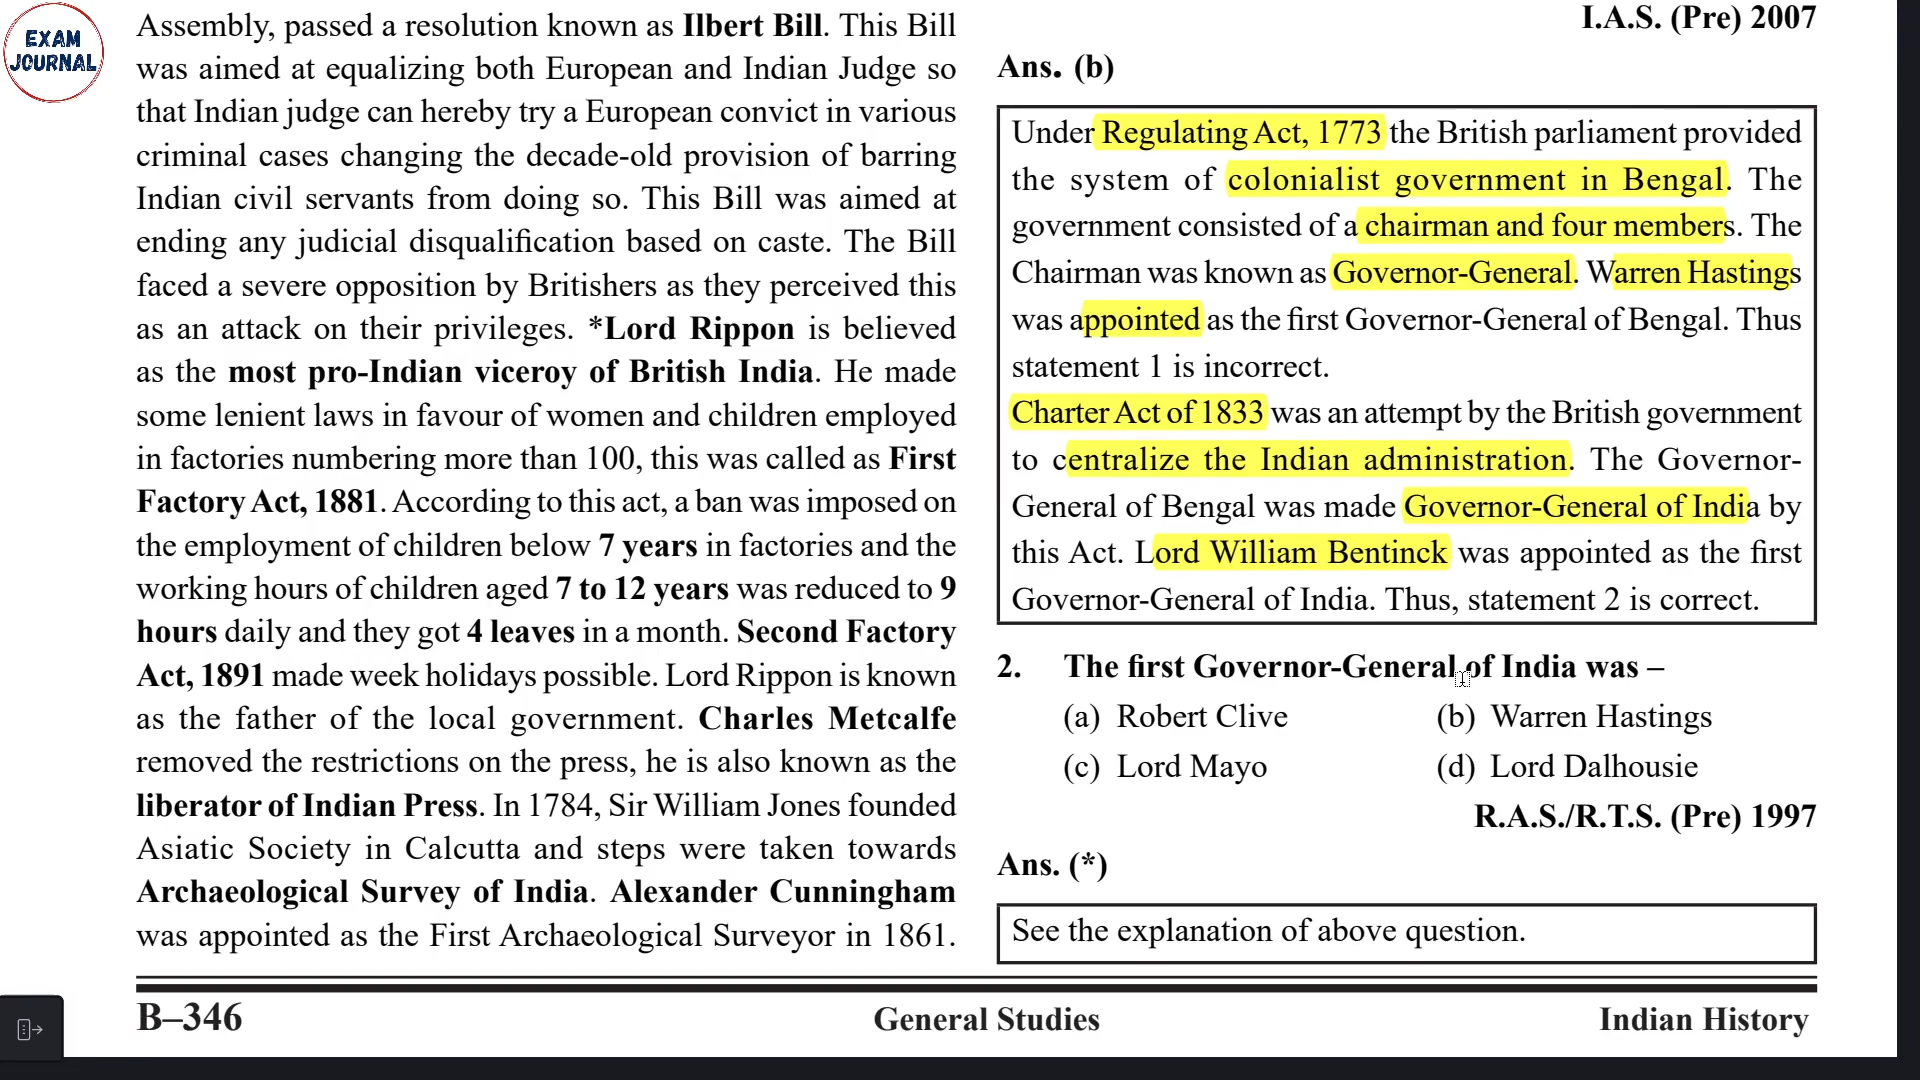 EXAM
JOURNAL
Assembly, passed a resolution known as Ilbert Bill. This Bill
was aimed at equalizing both European and Indian Judge so
that Indian judge can hereby try a European convict in various
criminal cases changing the decade-old provision of barring
Indian civil servants from doing so. This Bill was aimed at
ending any judicial disqualification based on caste. The Bill
faced a severe opposition by Britishers as they perceived this
as an attack on their privileges. *Lord Rippon is believed
as the most pro-Indian viceroy of British India. He made
some lenient laws in favour of women and children employed
in factories numbering more than 100, this was called as First
Factory Act, 1881. According to this act, a ban was imposed on
the employment of children below 7 years in factories and the
working hours of children aged 7 to 12 years was reduced to 9
hours daily and they got 4 leaves in a month. Second Factory
Act, 1891 made week holidays possible. Lord Rippon is known
as the father of the local government. Charles Metcalfe
removed the restrictions on the press, he is also known as the
liberator of Indian Press. In 1784, Sir William Jones founded
Asiatic Society in Calcutta and steps were taken towards
Archaeological Survey of India. Alexander Cunningham
was appointed as the First Archaeological Surveyor in 1861.
I.A.S. (Pre) 2007
Ans. (b)
Under Regulating Act, 1773 the British parliament provided
the system of colonialist government in Bengal. The
government consisted of a chairman and four members. The
Chairman was known as Governor-General. Warren Hastings
was appointed as the first Governor-General of Bengal. Thus
statement 1 is incorrect.
Charter Act of 1833 was an attempt by the British government
to centralize the Indian administration. The Governor-
General of Bengal was made Governor-General of India by
this Act. Lord William Bentinck was appointed as the first
Governor-General of India. Thus, statement 2 is correct.
2. The first Governor-General of India was –
(a) Robert Clive (b) Warren Hastings
(c) Lord Mayo (d) Lord Dalhousie
R.A.S./R.T.S. (Pre) 1997
Ans. (*)
See the explanation of above question.
B–346 General Studies Indian History